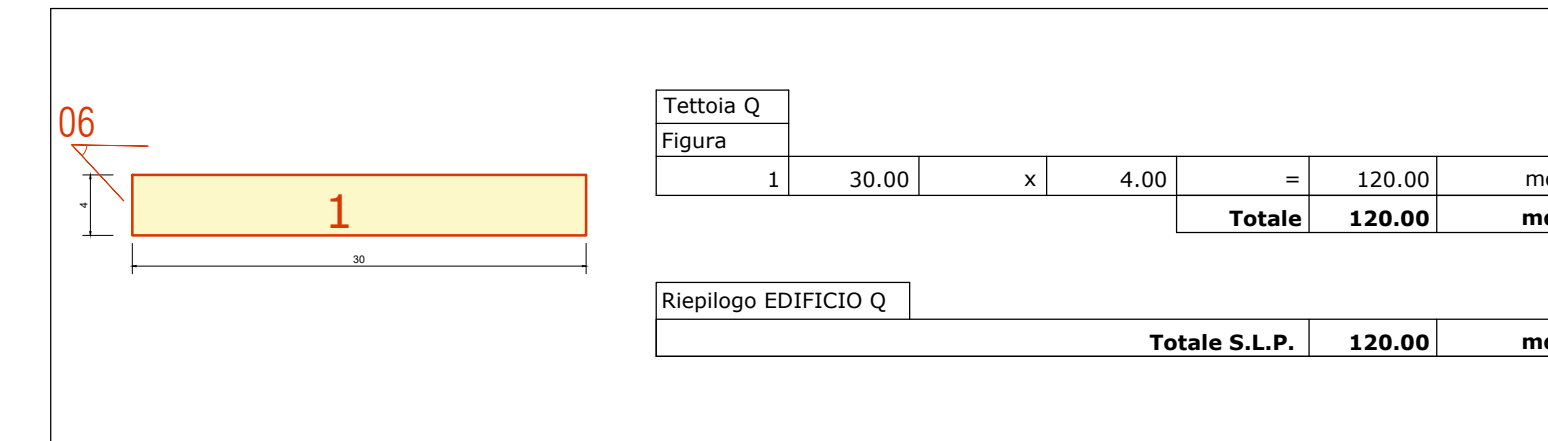 06
1
4
30
Tettoia Q
Figura
1 30.00 x 4.00 = 120.00
Totale 120.00
Riepilogo EDIFICIO Q
Totale S.L.P. 120.00